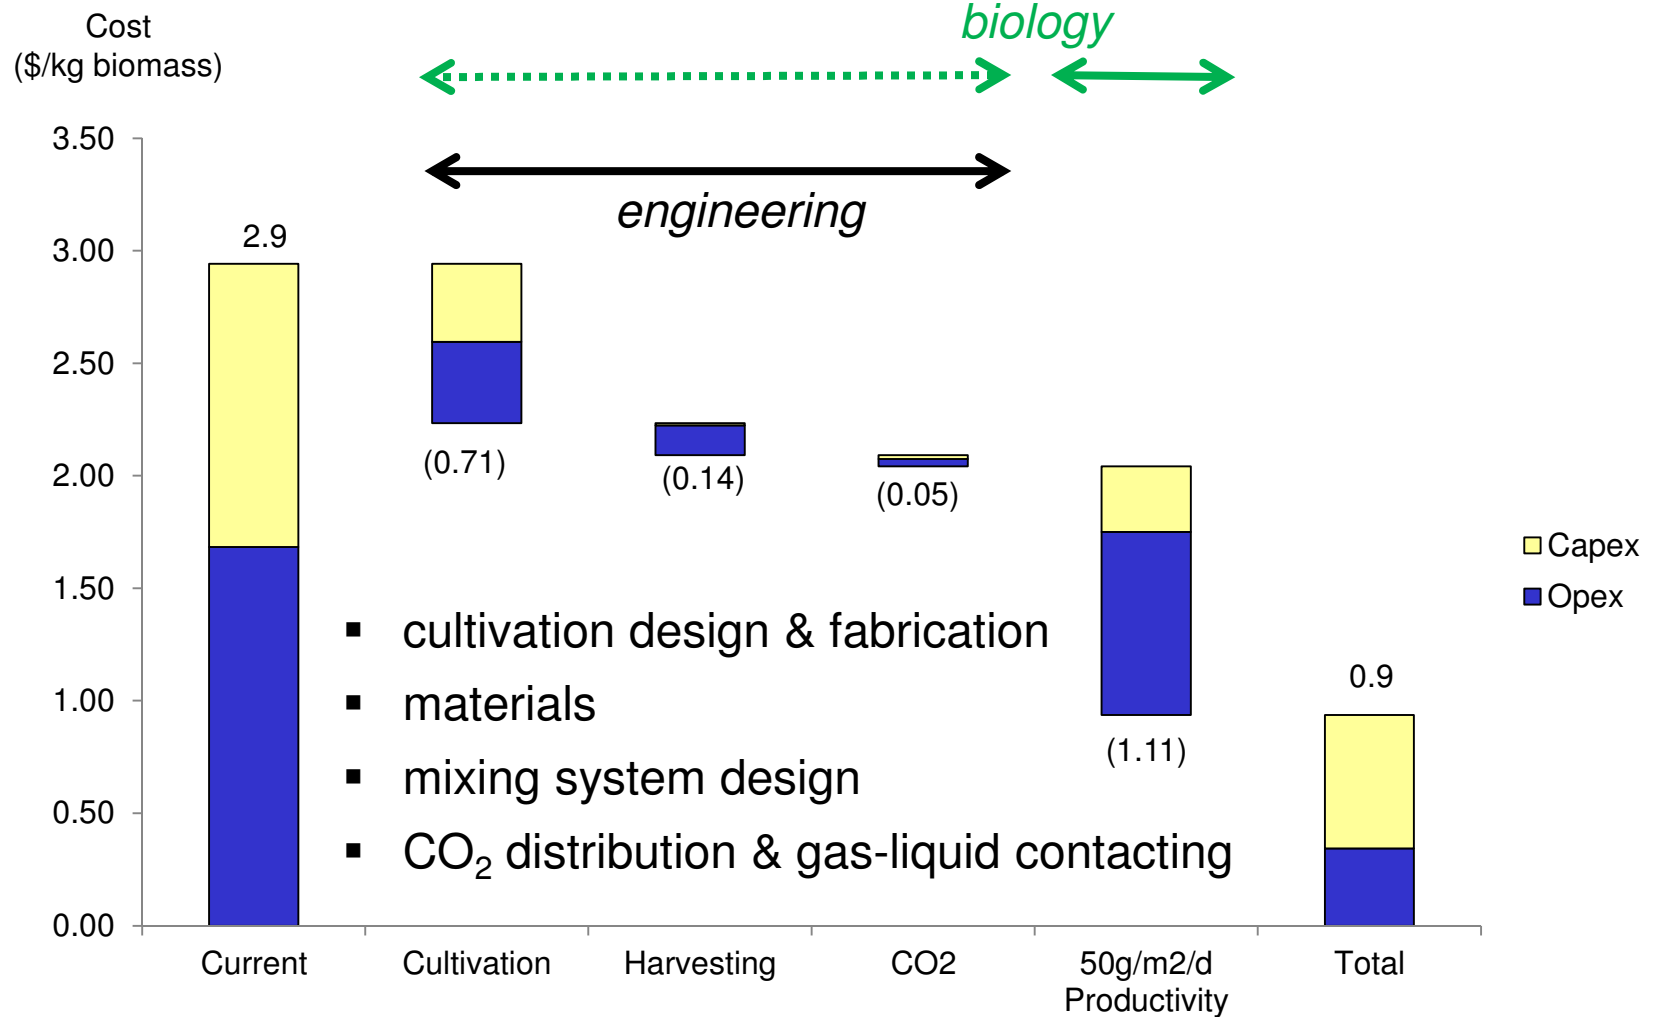 Cost
($/kg biomass)
biology
engineering
3.50
3.00
2.50
2.00
1.50
1.00
0.50
0.00
2.9
(0.71)
(0.14)
(0.05)
(1.11)
0.9
▪ cultivation design & fabrication
▪ materials
▪ mixing system design
▪ CO₂ distribution & gas-liquid contacting
Capex
Opex
Current
Cultivation
Harvesting
CO2
50g/m2/d
Productivity
Total